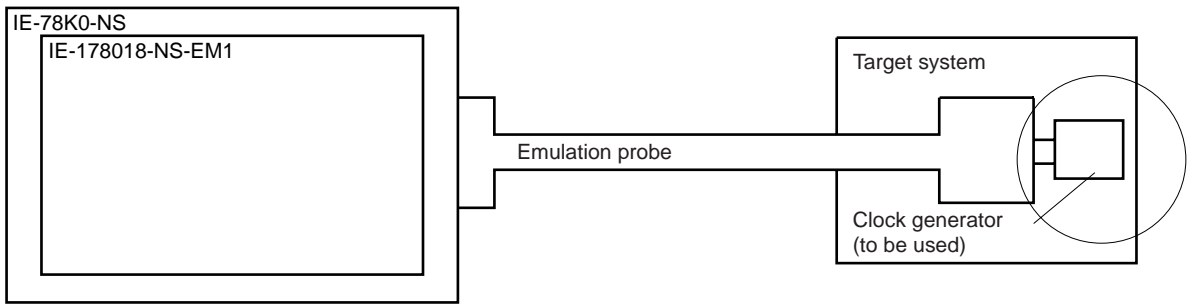 IE-78K0-NS
IE-178018-NS-EM1
Target system
Emulation probe
Clock generator
(to be used)